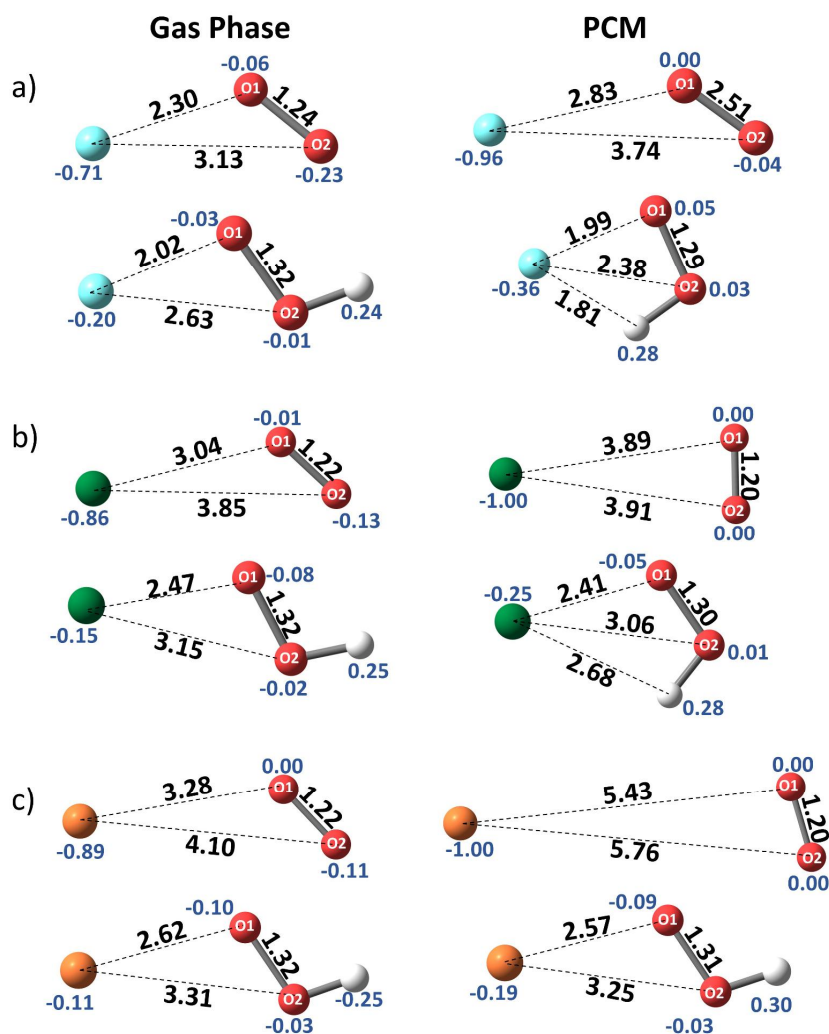 Gas Phase
PCM
a)
-0.06
O1
2.30
1.24
O2
3.13
-0.71
-0.23
0.00
O1
2.83
2.51
O2
3.74
-0.96
-0.04
-0.03
O1
2.02
1.32
2.63
O2
-0.20
-0.01
0.24
O1
0.05
1.99
1.29
2.38
O2
0.03
-0.36
1.81
0.28
b)
-0.01
O1
3.04
1.22
O2
3.85
-0.86
-0.13
0.00
O1
3.89
1.20
3.91
O2
-1.00
0.00
O1
-0.08
2.47
1.32
3.15
O2
-0.15
-0.02
0.25
-0.05
O1
-0.25
2.41
1.30
3.06
O2
0.01
2.68
0.28
c)
0.00
O1
3.28
1.22
4.10
O2
-0.89
-0.11
0.00
O1
5.43
1.20
5.76
O2
-1.00
0.00
-0.10
O1
2.62
1.32
3.31
O2
-0.11
-0.03
-0.25
-0.09
O1
2.57
1.31
3.25
O2
-0.19
-0.03
0.30